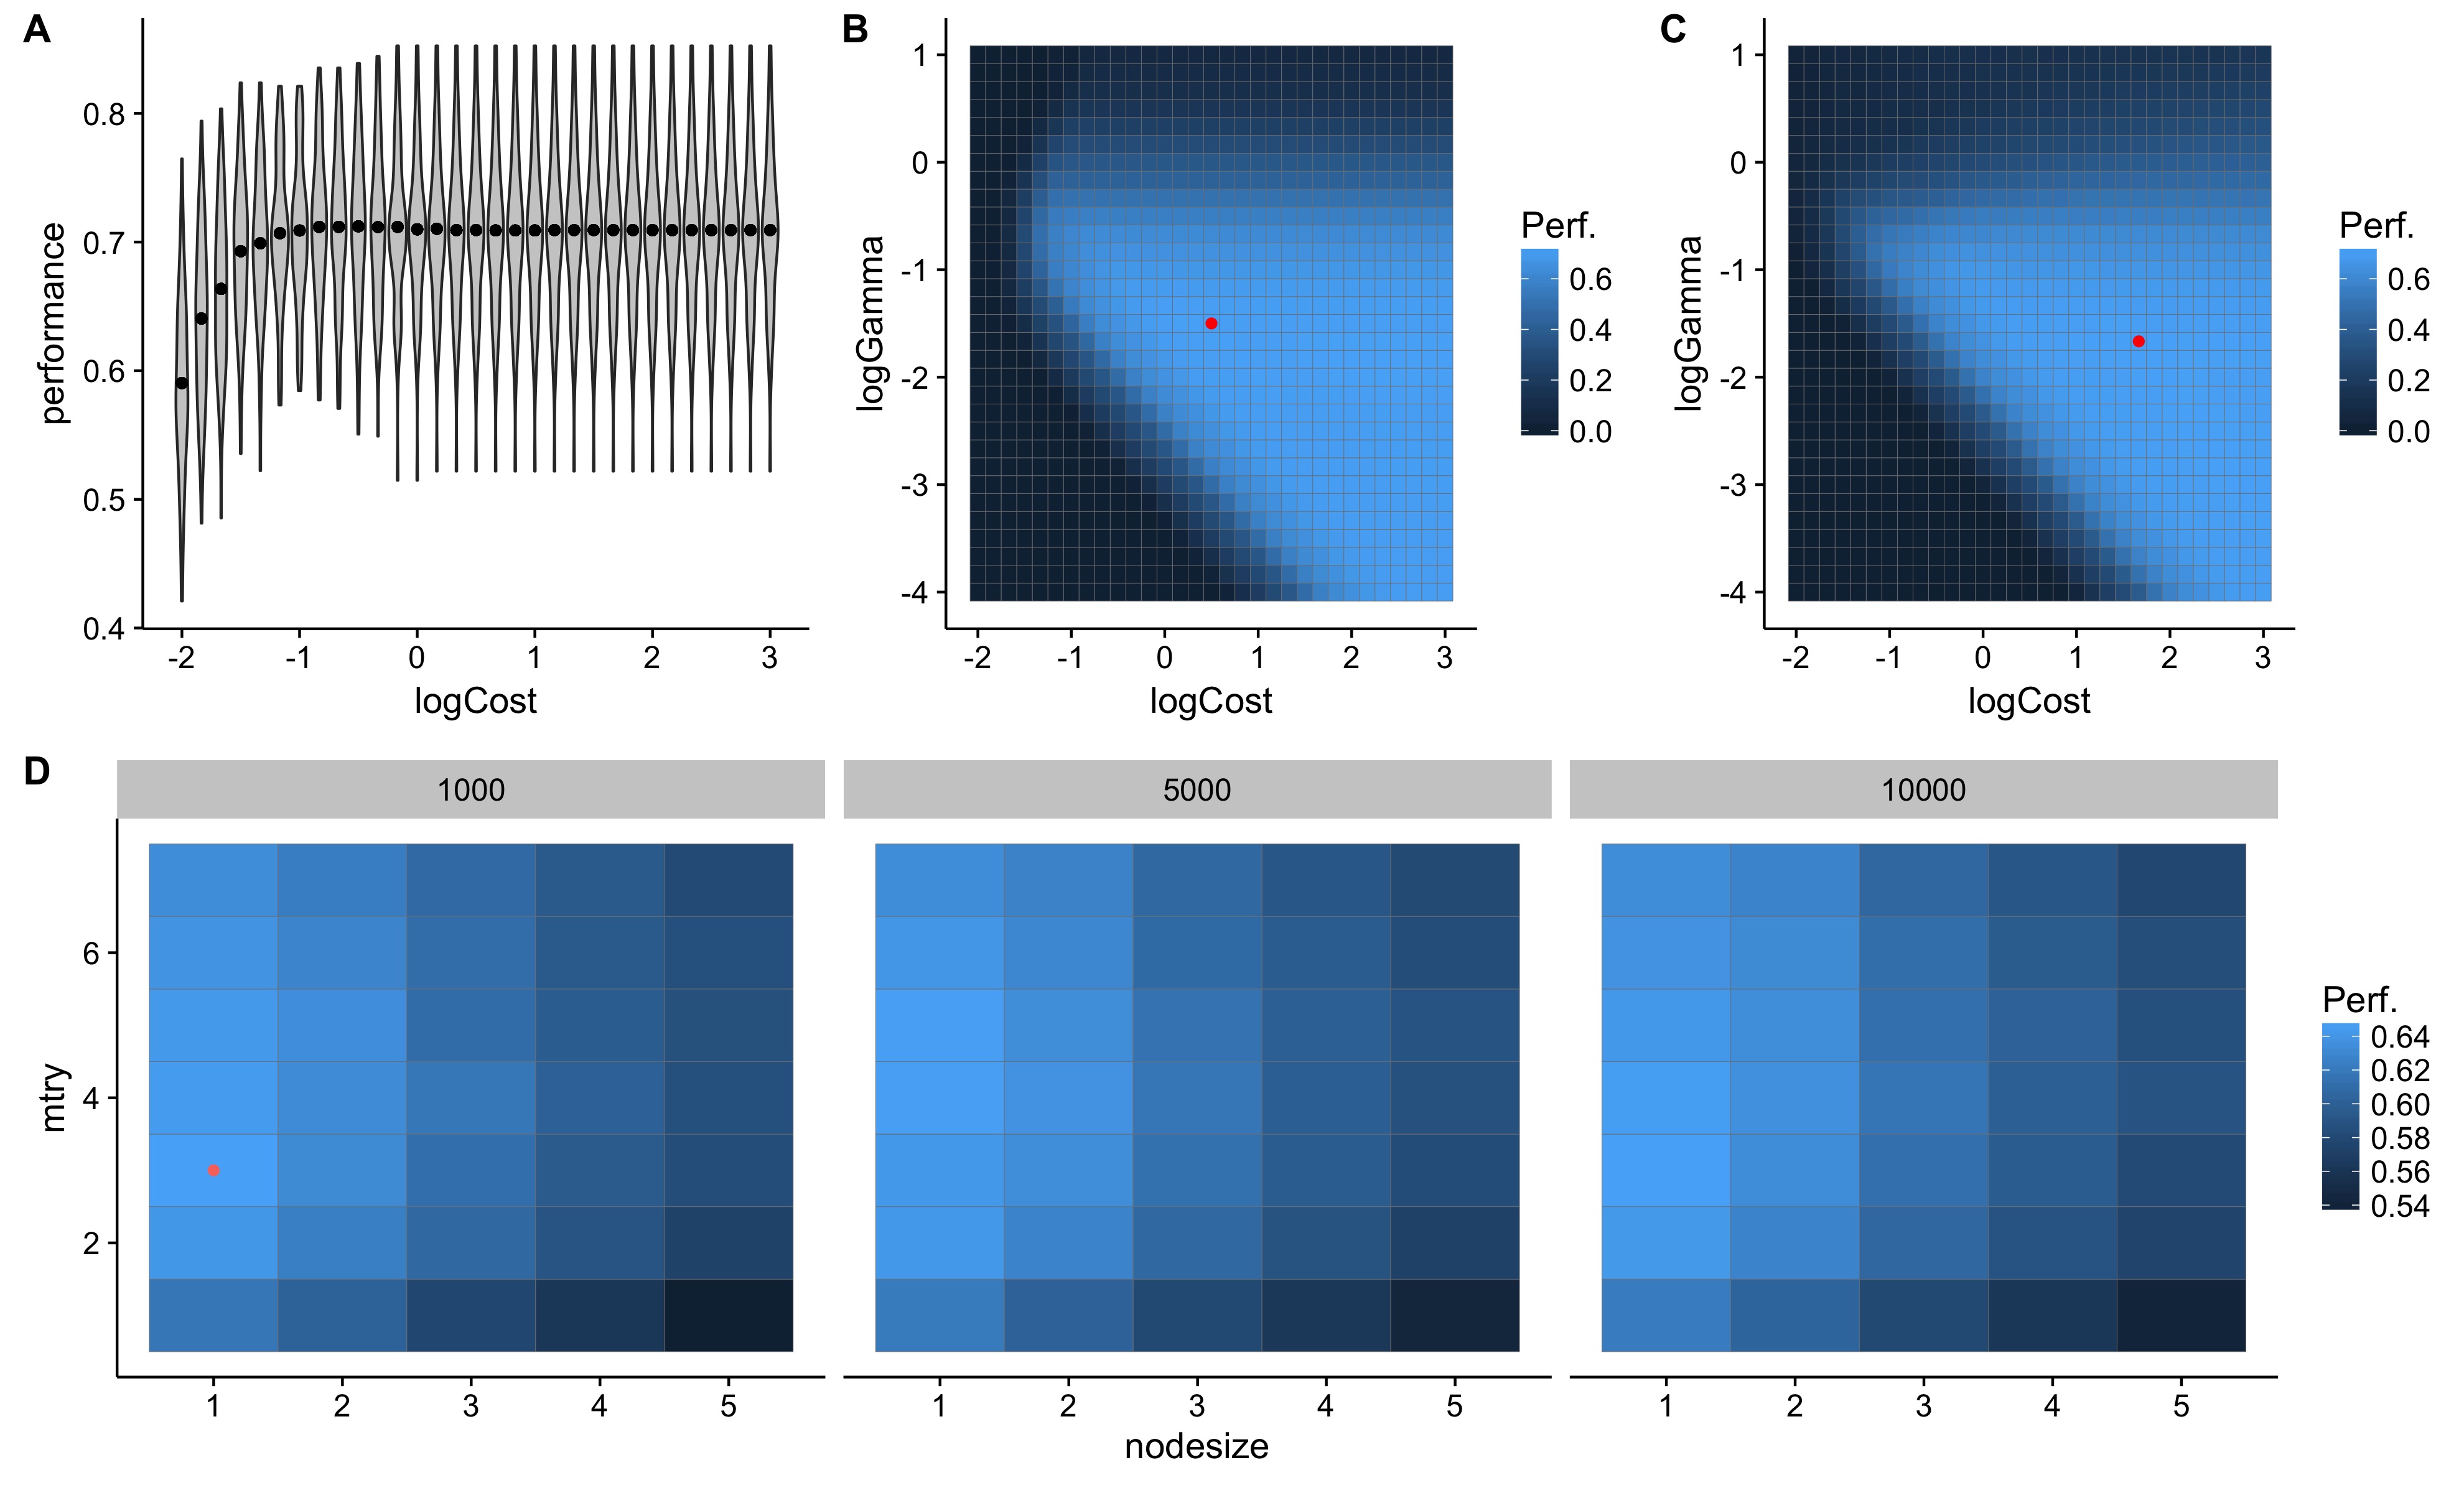 A
performance
0.8
0.7
0.6
0.5
0.4
-2 -1 0 1 2 3
logCost
B
logGamma
1
0
-1
-2
-3
-4
-2 -1 0 1 2 3
logCost
Perf.
0.6
0.4
0.2
0.0
C
logGamma
1
0
-1
-2
-3
-4
-2 -1 0 1 2 3
logCost
Perf.
0.6
0.4
0.2
0.0
D
1000 5000 10000
mtry
6
4
2
1 2 3 4 5 1 2 3 4 5 1 2 3 4 5
nodesize
Perf.
0.64
0.62
0.60
0.58
0.56
0.54